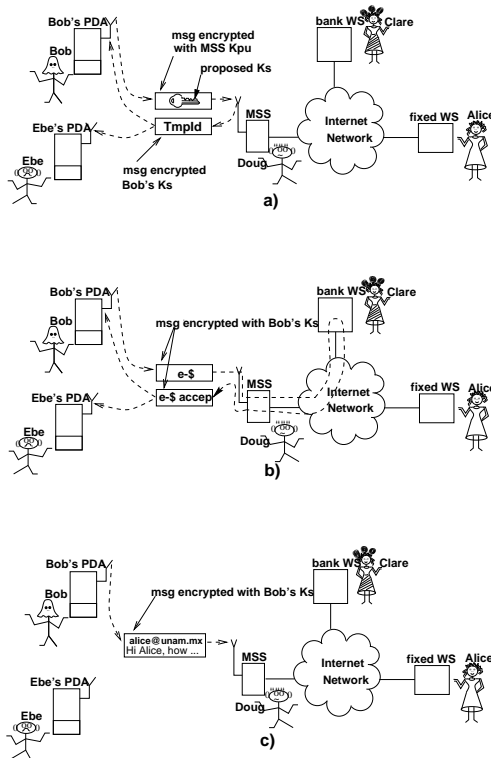 Bob's PDA
Bob
msg encrypted
with MSS Kpu
proposed Ks
bank WS
Clare
Ebe's PDA
TmpId
MSS
Internet
Network
fixed WS
Alice
Ebe
msg encrypted
Bob's Ks
Doug
a)
Bob's PDA
Bob
msg encrypted with Bob's Ks
bank WS
Clare
e-$
e-$ accep
Ebe's PDA
MSS
Internet
Network
fixed WS
Alice
Ebe
Doug
b)
Bob's PDA
Bob
msg encrypted with Bob's Ks
bank WS
Clare
alice@unam.mx
Hi Alice, how ...
Ebe's PDA
MSS
Internet
Network
fixed WS
Alice
Ebe
Doug
c)